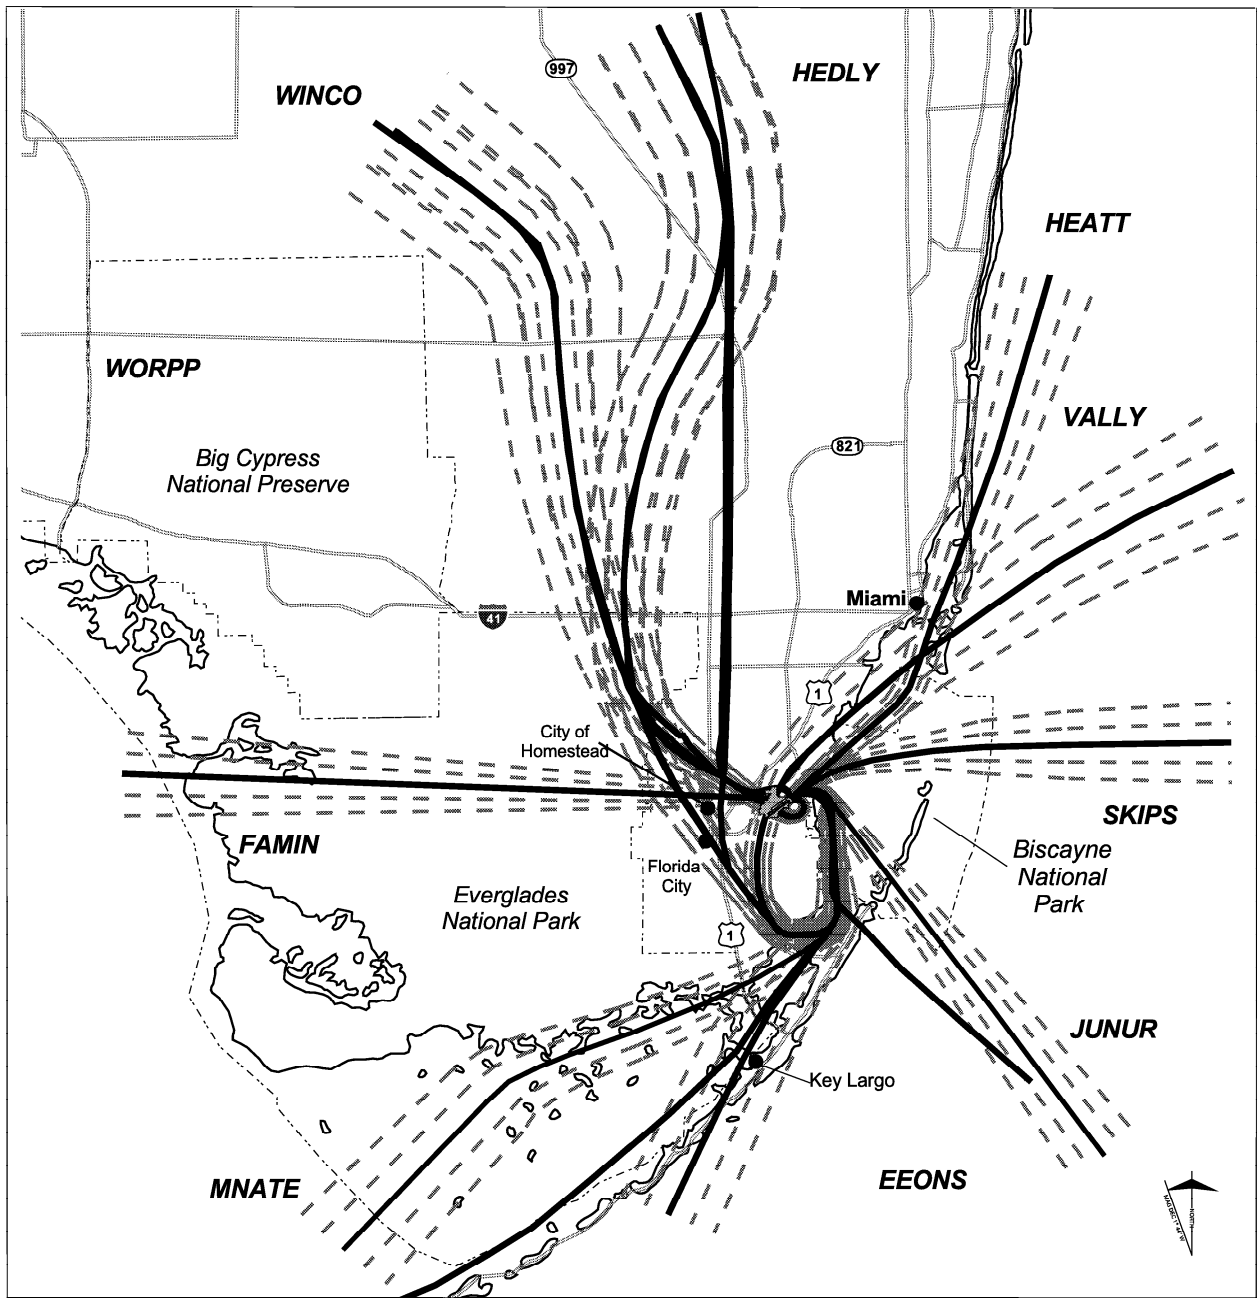 997
HEDLY
WINCO
HEATT
WORPP
VALLY
821
Big Cypress
National Preserve
Miami
41
1
City of
Homestead
SKIPS
FAMIN
Biscayne
National
Park
Florida
City
Everglades
National Park
1
JUNUR
Key Largo
EEONS
MNATE
NORTH